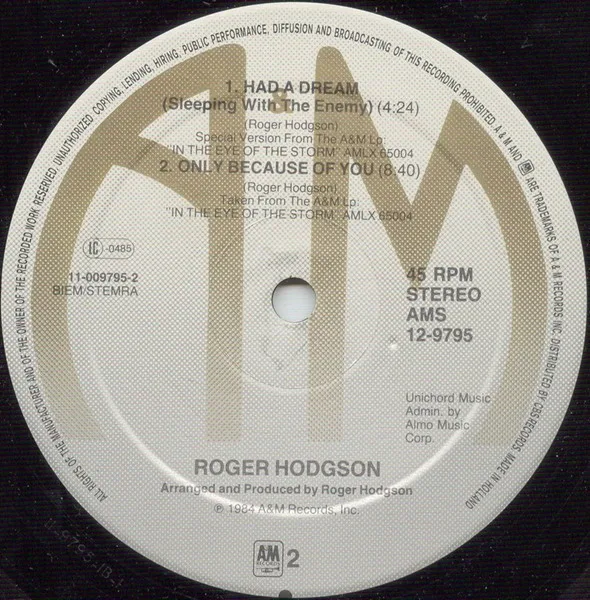 ALL RIGHTS OF THE MANUFACTURER AND OF THE OWNER OF THE RECORDED WORK RESERVED. UNAUTHORIZED COPYING, LENDING, HIRING, PUBLIC PERFORMANCE, DIFFUSION AND BROADCASTING OF THIS RECORDING PROHIBITED. A & M AND AM ARE TRADEMARKS OF A & M RECORDS INC. DISTRIBUTED BY CBS RECORDS. MADE IN HOLLAND
AM
1. HAD A DREAM
(Sleeping With The Enemy) (4:24)
(Roger Hodgson)
Special Version From The A&M Lp:
"IN THE EYE OF THE STORM" AMLX 65004
2. ONLY BECAUSE OF YOU (8:40)
(Roger Hodgson)
Taken From The A&M Lp:
"IN THE EYE OF THE STORM" AMLX 65004
LC-0485
11-009795-2
BIEM/STEMRA
45 RPM
STEREO
AMS
12-9795
Unichord Music
Admin. by
Almo Music
Corp.
ROGER HODGSON
Arranged and Produced by Roger Hodgson
℗ 1984 A&M Records, Inc.
AM
RECORDS
2